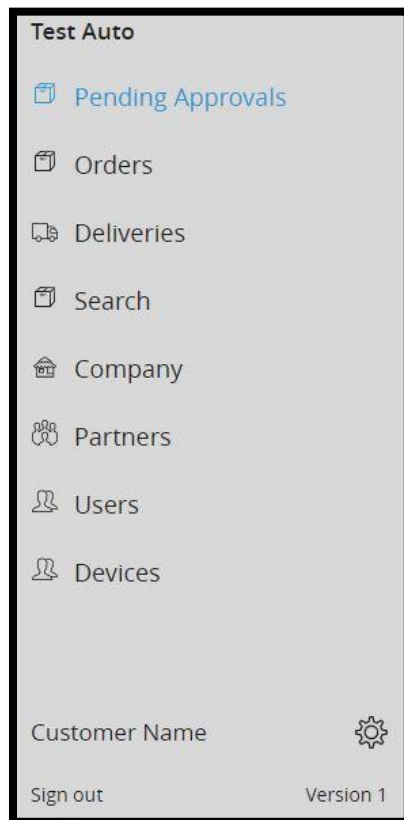 Test Auto
Pending Approvals
Orders
Deliveries
Search
Company
Partners
Users
Devices
Customer Name
Sign out Version 1